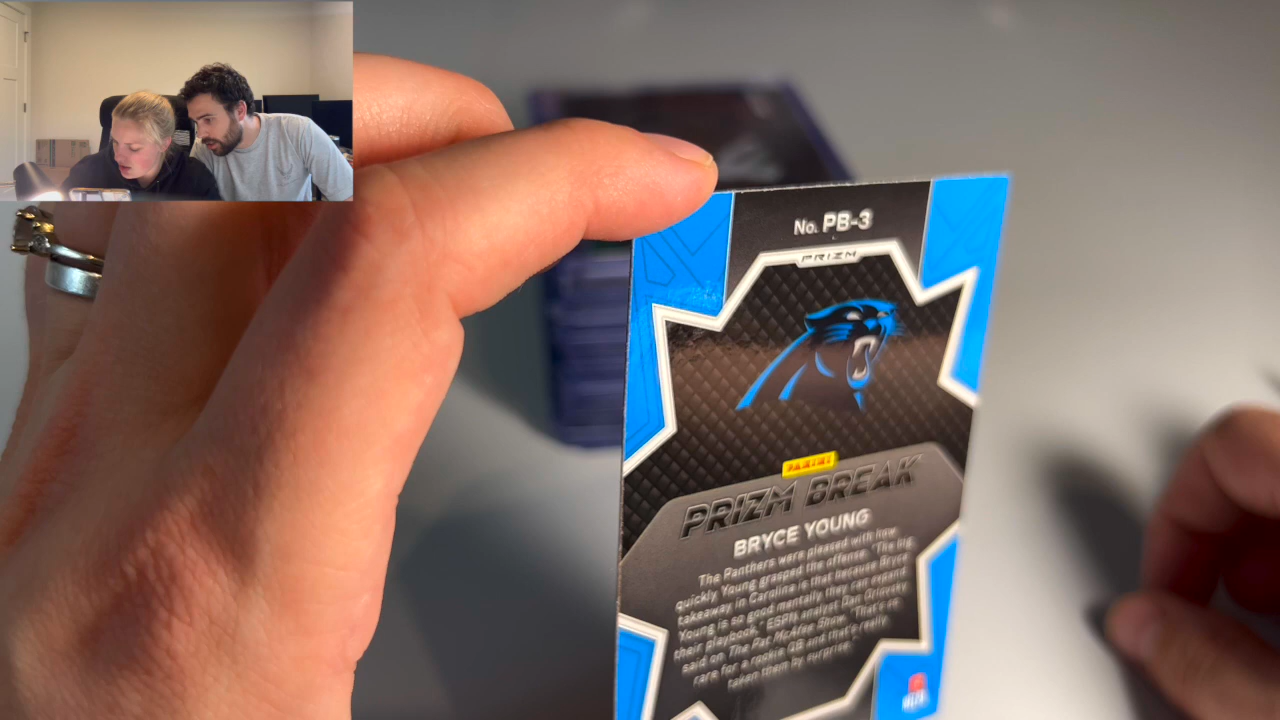 No. PB-3
PRIZM
PANINI
PRIZM BREAK
BRYCE YOUNG
The Panthers were pleased with how
quickly Young grasped the offense. "The big
takeaway in Carolina is that because Bryce
Young is so good mentally, they can expand
their playbook," ESPN analyst Dan Orlovsky
said on The Pat McAfee Show. "That's so
rare for a rookie QB and that's really
taken them by surprise."